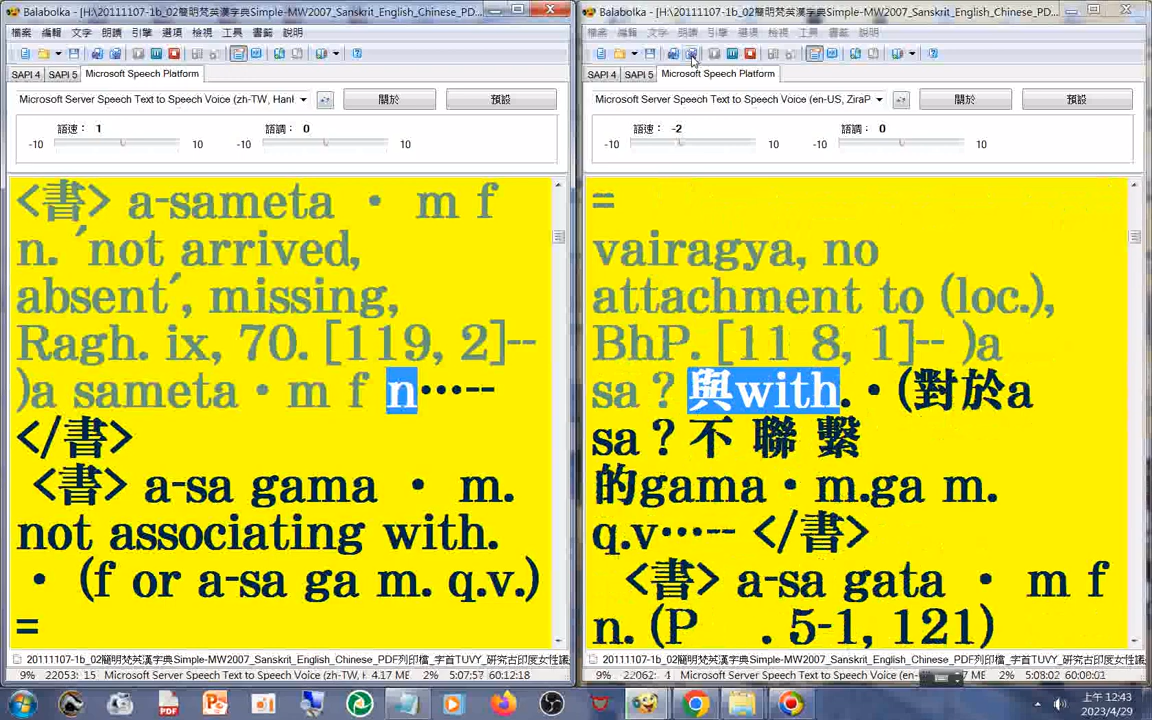 Balabolka - [H:\20111107-1b_02簡明梵英漢字典Simple-MW2007_Sanskrit_English_Chinese_PD...
檔案 編輯 文字 朗讀 引擎 選項 檢視 工具 書籤 說明
SAPI 4 SAPI 5 Microsoft Speech Platform
Microsoft Server Speech Text to Speech Voice (zh-TW, Hanl
關於
預設
語速： 1
語調： 0
-10 10 -10 10
<書> a-sameta • m f
n. ´not arrived,
absent´, missing,
Ragh. ix, 70. [119, 2]--
)a sameta•m f n…--
</書>
<書> a-sa gama • m.
not associating with.
• (f or a-sa ga m. q.v.)
=
20111107-1b_02簡明梵英漢字典Simple-MW2007_Sanskrit_English_Chinese_PDF列印檔_字首TUVY_研究古印度女性議
9% 22053: 15 Microsoft Server Speech Text to Speech Voice (zh-TW, F 4.17 ME 2% 5:07:57 60:12:18
Balabolka - [H:\20111107-1b_02簡明梵英漢字典Simple-MW2007_Sanskrit_English_Chinese_PD...
檔案 編輯 文字 朗讀 引擎 選項 檢視 工具 書籤 說明
SAPI 4 SAPI 5 Microsoft Speech Platform
Microsoft Server Speech Text to Speech Voice (en-US, ZiraP
關於
預設
語速： -2
語調： 0
-10 10 -10 10
=
vairagya, no
attachment to (loc.),
BhP. [11 8, 1]-- )a
sa？與with.•(對於a
sa？不 聯 繫
的gama•m.ga m.
q.v…-- </書>
<書> a-sa gata • m f
n. (P . 5-1, 121)
20111107-1b_02簡明梵英漢字典Simple-MW2007_Sanskrit_English_Chinese_PDF列印檔_字首TUVY_研究古印度女性議
9% 22062: Microsoft Server Speech Text to Speech Voice (en-u ME 2% 5:08:02 60:00:01
上午 12:43
2023/4/29